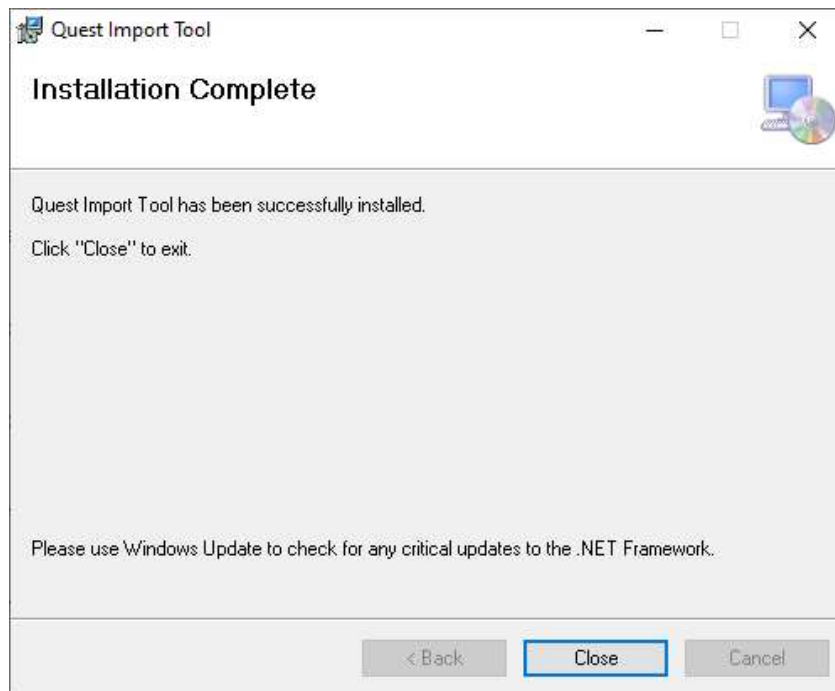 Quest Import Tool
Installation Complete
Quest Import Tool has been successfully installed.
Click "Close" to exit.
Please use Windows Update to check for any critical updates to the .NET Framework.
< Back
Close
Cancel